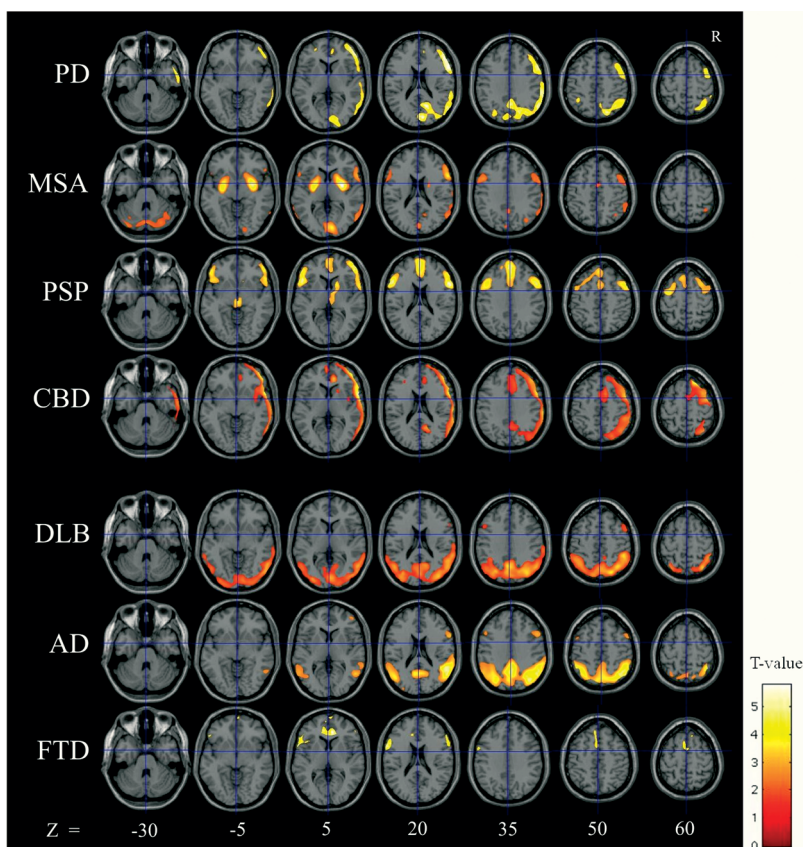 R
PD
MSA
PSP
CBD
DLB
AD
T-value
5
4
3
FTD
2
1
0
Z = -30 -5 5 20 35 50 60